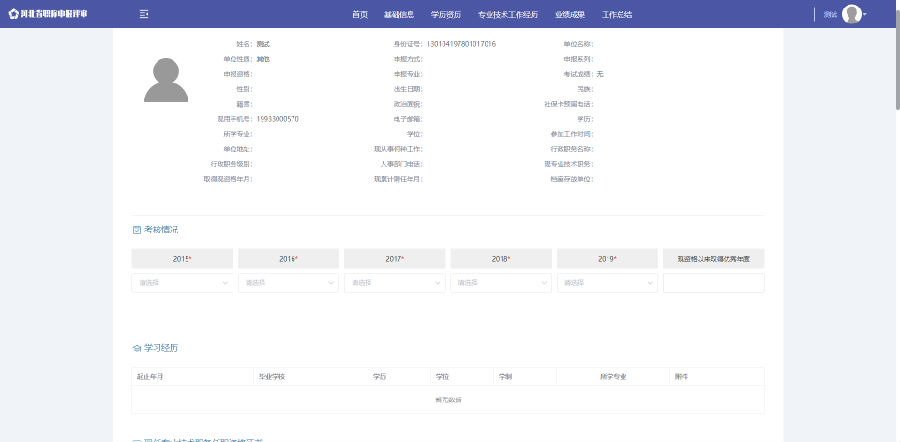 河北省职称申报评审
首页 基础信息 学历资历 专业技术工作经历 业绩成果 工作总结 测试
姓名： 测试 身份证号： 130104197801017016 单位名称：
单位性质： 其他 申报方式： 申报系列：
申报资格： 申报专业： 考试成绩： 无
性别： 出生日期： 民族：
籍贯： 政治面貌： 社保卡预留电话：
现用手机号： 19933000570 电子邮箱： 学历：
所学专业： 学位： 参加工作时间：
单位地址： 现从事何种工作： 行政职务名称：
行政职务级别： 人事部门电话： 现专业技术职务：
取得现资格年月： 现累计聘任年月： 档案存放单位：
考核情况
2015* 2016* 2017* 2018* 2019* 现资格以来取得优秀年度
请选择 请选择 请选择 请选择 请选择
学习经历
起止年月 毕业学校 学历 学位 学制 所学专业 附件
暂无数据